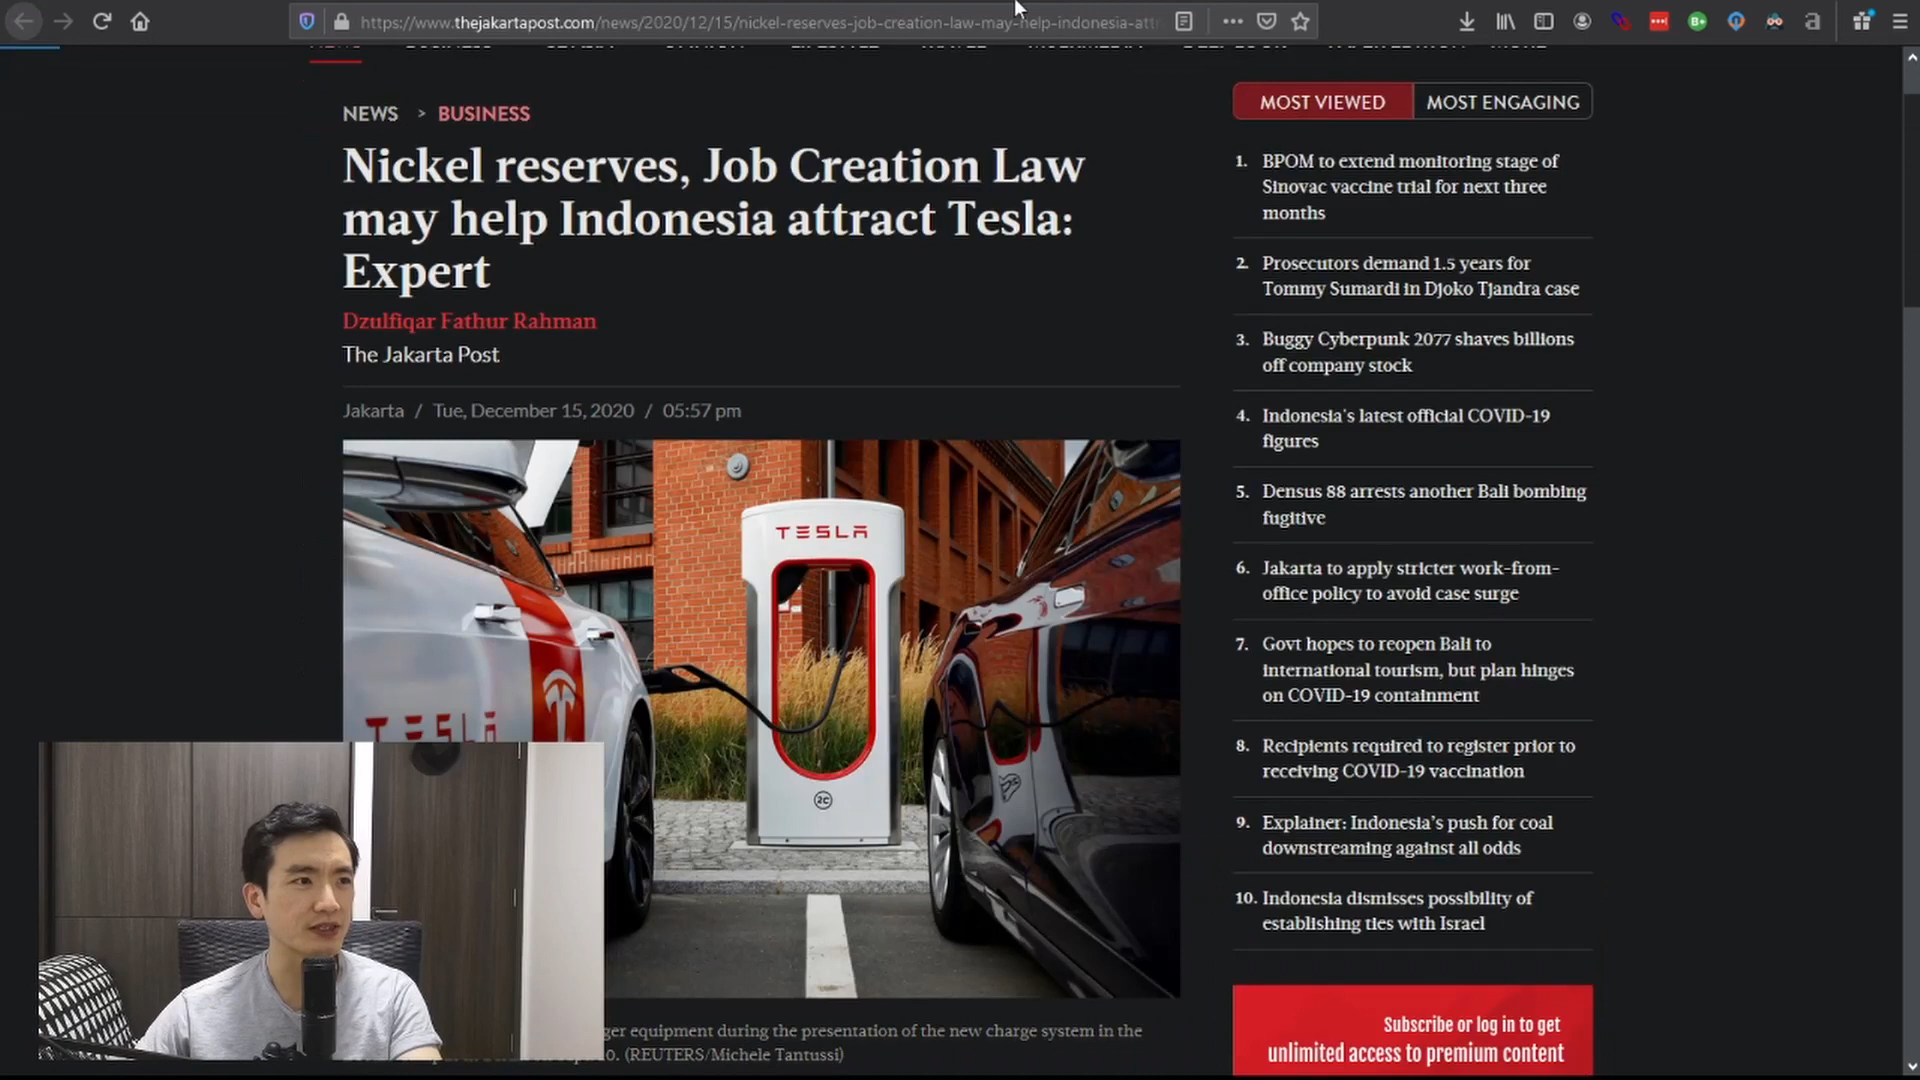 https://www.thejakartapost.com/news/2020/12/15/nickel-reserves-job-creation-law-may-help-indonesia-attr
NEWS > BUSINESS
Nickel reserves, Job Creation Law
may help Indonesia attract Tesla:
Expert
Dzulfiqar Fathur Rahman
The Jakarta Post
Jakarta / Tue, December 15, 2020 / 05:57 pm
TESLA
TESLA
2C
ger equipment during the presentation of the new charge system in the
0. (REUTERS/Michele Tantussi)
MOST VIEWED
MOST ENGAGING
1. BPOM to extend monitoring stage of
Sinovac vaccine trial for next three
months
2. Prosecutors demand 1.5 years for
Tommy Sumardi in Djoko Tjandra case
3. Buggy Cyberpunk 2077 shaves billions
off company stock
4. Indonesia's latest official COVID-19
figures
5. Densus 88 arrests another Bali bombing
fugitive
6. Jakarta to apply stricter work-from-
office policy to avoid case surge
7. Govt hopes to reopen Bali to
international tourism, but plan hinges
on COVID-19 containment
8. Recipients required to register prior to
receiving COVID-19 vaccination
9. Explainer: Indonesia's push for coal
downstreaming against all odds
10. Indonesia dismisses possibility of
establishing ties with Israel
Subscribe or log in to get
unlimited access to premium content